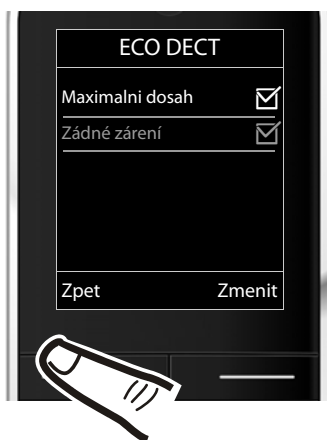 ECO DECT
Maximalni dosah
Zádné zárení
Zpet Zmenit